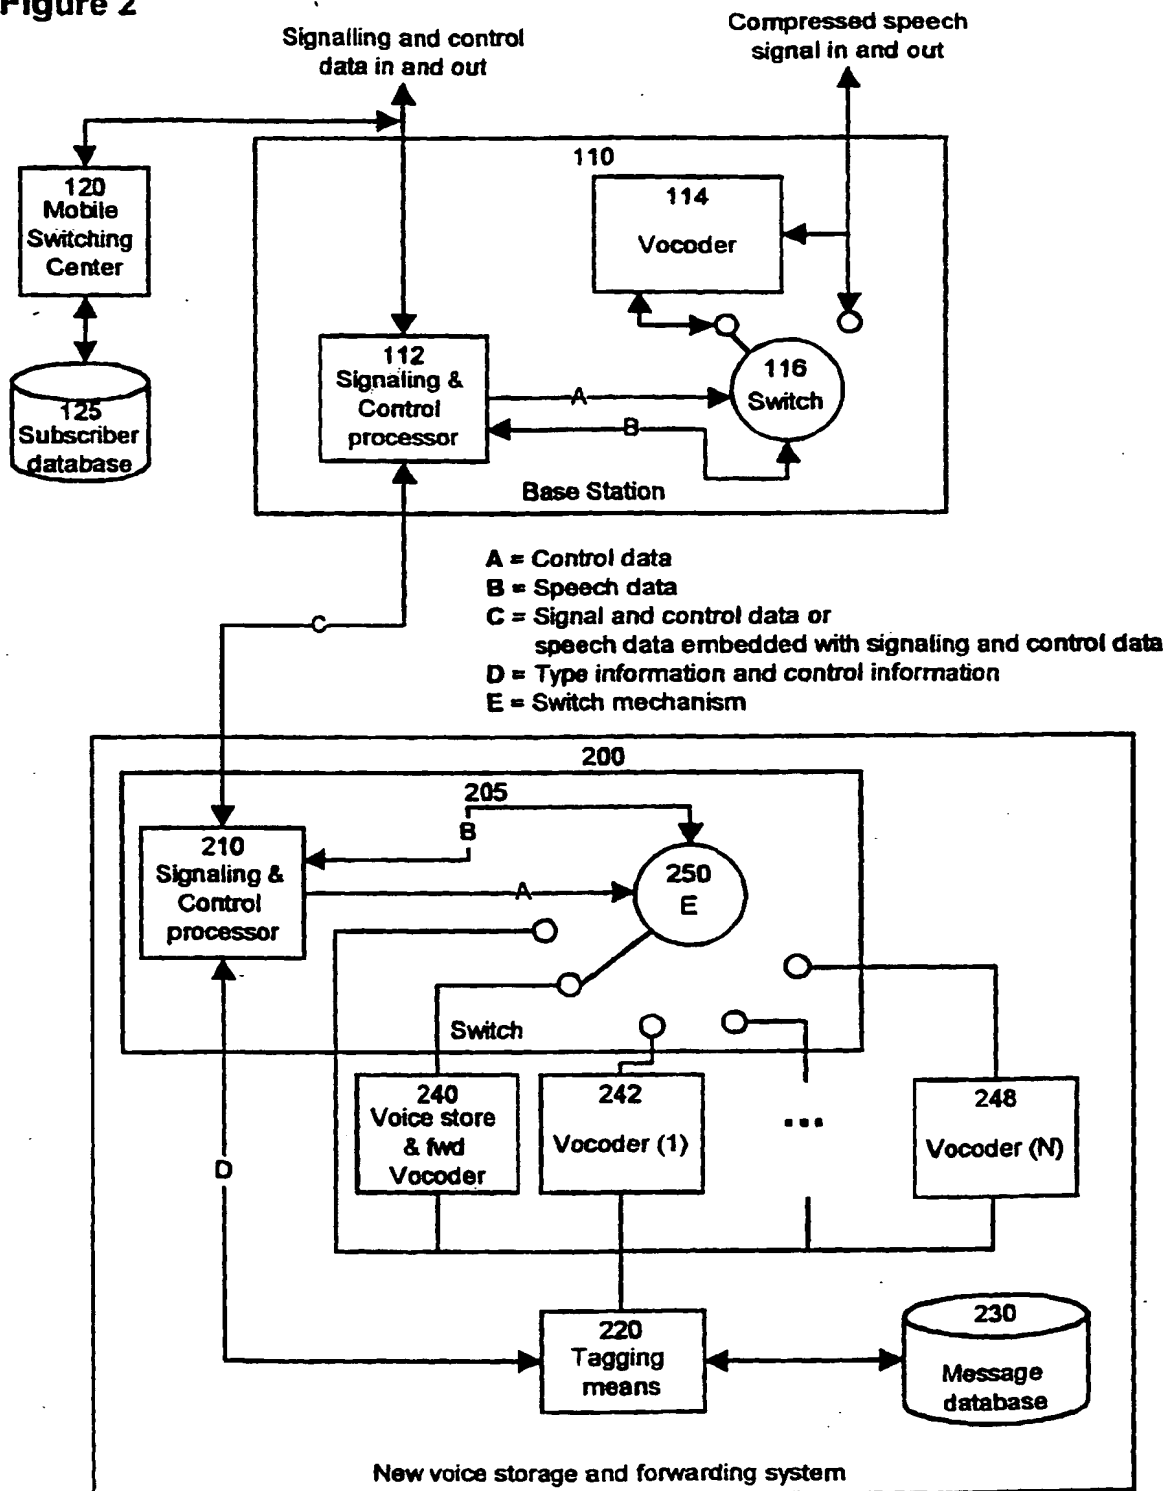 Figure 2
Signalling and control
data in and out
Compressed speech
signal in and out
110
120
Mobile
Switching
Center
114
Vocoder
112
Signaling &
Control
processor
116
Switch
A
B
125
Subscriber
database
Base Station
A = Control data
B = Speech data
C = Signal and control data or
speech data embedded with signaling and control data
D = Type information and control information
E = Switch mechanism
C
200
205
B
210
Signaling &
Control
processor
A
250
E
Switch
240
Voice store
& fwd
Vocoder
242
Vocoder (1)
...
248
Vocoder (N)
D
220
Tagging
means
230
Message
database
New voice storage and forwarding system